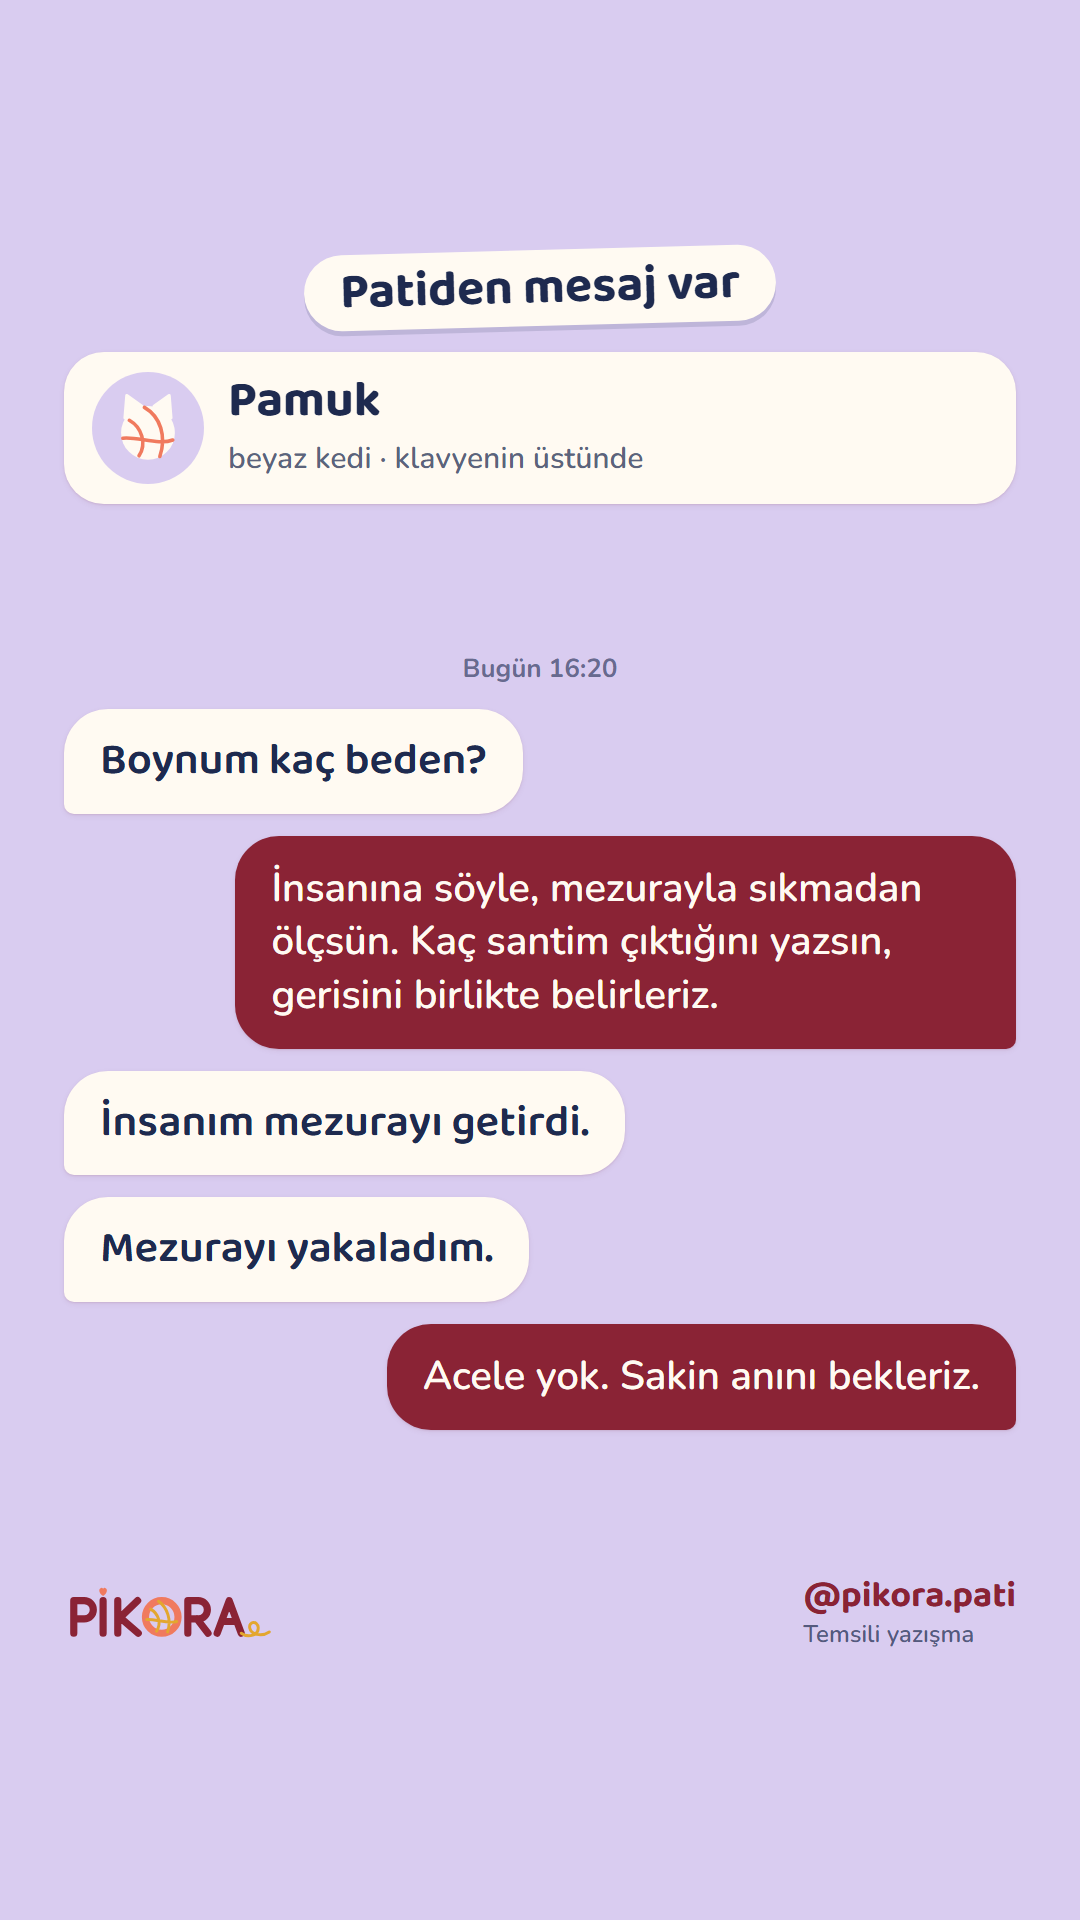 Patiden mesaj var
Pamuk
beyaz kedi · klavyenin üstünde
Bugün 16:20
Boynum kaç beden?
İnsanına söyle, mezurayla sıkmadan
ölçsün. Kaç santim çıktığını yazsın,
gerisini birlikte belirleriz.
İnsanım mezurayı getirdi.
Mezurayı yakaladım.
Acele yok. Sakin anını bekleriz.
PİKORA
@pikora.pati
Temsili yazışma